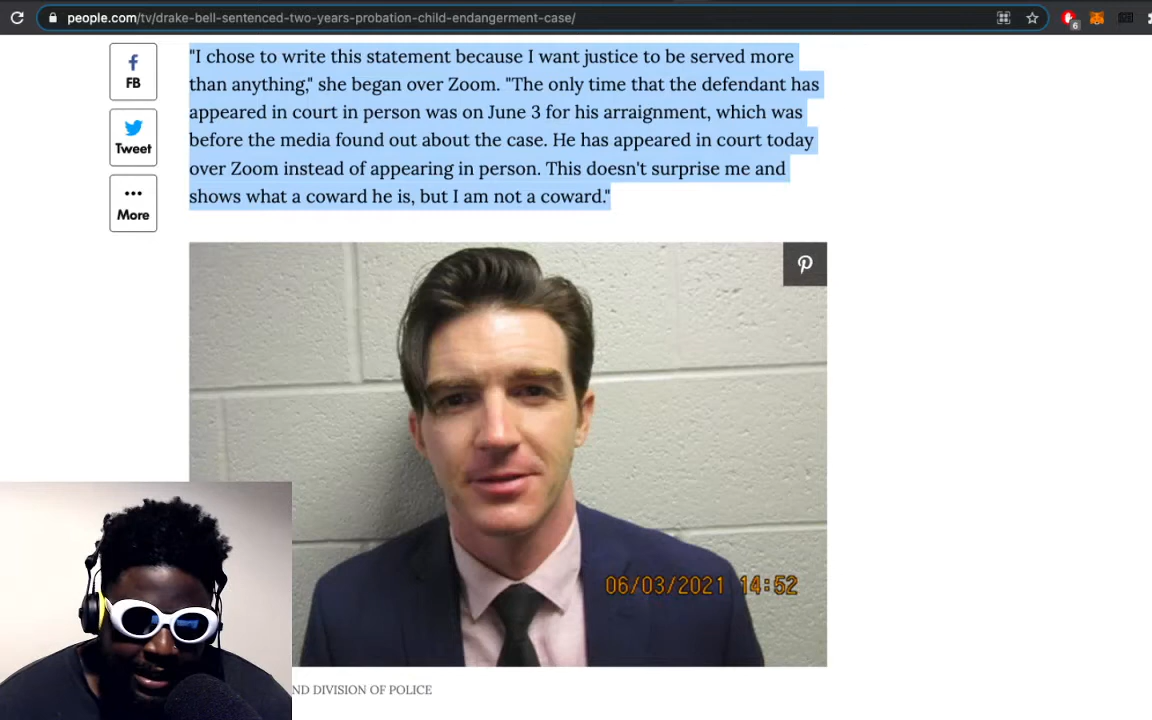 people.com/tv/drake-bell-sentenced-two-years-probation-child-endangerment-case/
6
FB
Tweet
More
"I chose to write this statement because I want justice to be served more
than anything," she began over Zoom. "The only time that the defendant has
appeared in court in person was on June 3 for his arraignment, which was
before the media found out about the case. He has appeared in court today
over Zoom instead of appearing in person. This doesn't surprise me and
shows what a coward he is, but I am not a coward."
06/03/2021 14:52
ND DIVISION OF POLICE